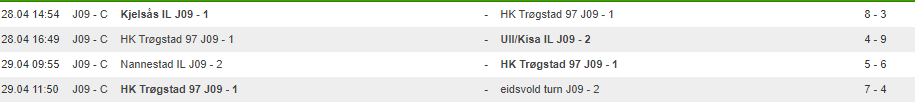 28.04 14:54 J09 - C Kjelsås IL J09 - 1 - HK Trøgstad 97 J09 - 1 8 - 3
28.04 16:49 J09 - C HK Trøgstad 97 J09 - 1 - Ull/Kisa IL J09 - 2 4 - 9
29.04 09:55 J09 - C Nannestad IL J09 - 2 - HK Trøgstad 97 J09 - 1 5 - 6
29.04 11:50 J09 - C HK Trøgstad 97 J09 - 1 - eidsvold turn J09 - 2 7 - 4